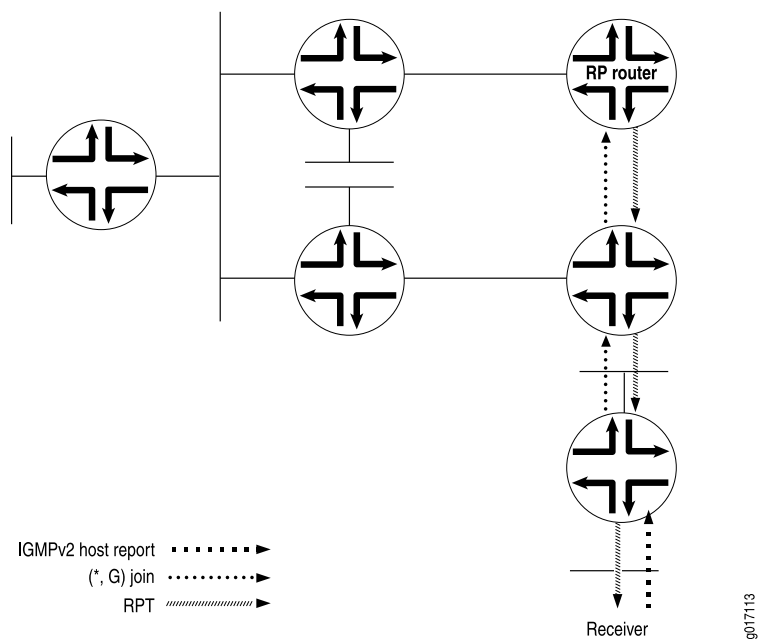 RP router
IGMPv2 host report
(*, G) join
RPT
Receiver
g017113